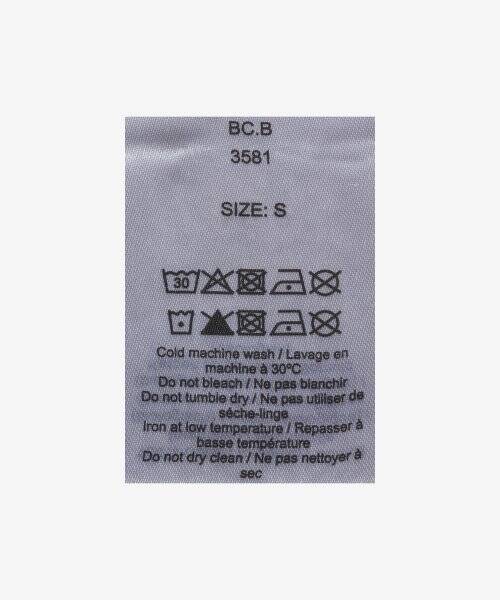 BC.B
3581
SIZE: S
30
Cold machine wash / Lavage en
machine à 30ºC
Do not bleach / Ne pas blanchir
Do not tumble dry / Ne pas utiliser de
séche-linge
Iron at low temperature / Repasser à
basse température
Do not dry clean / Ne pas nettoyer à
sec